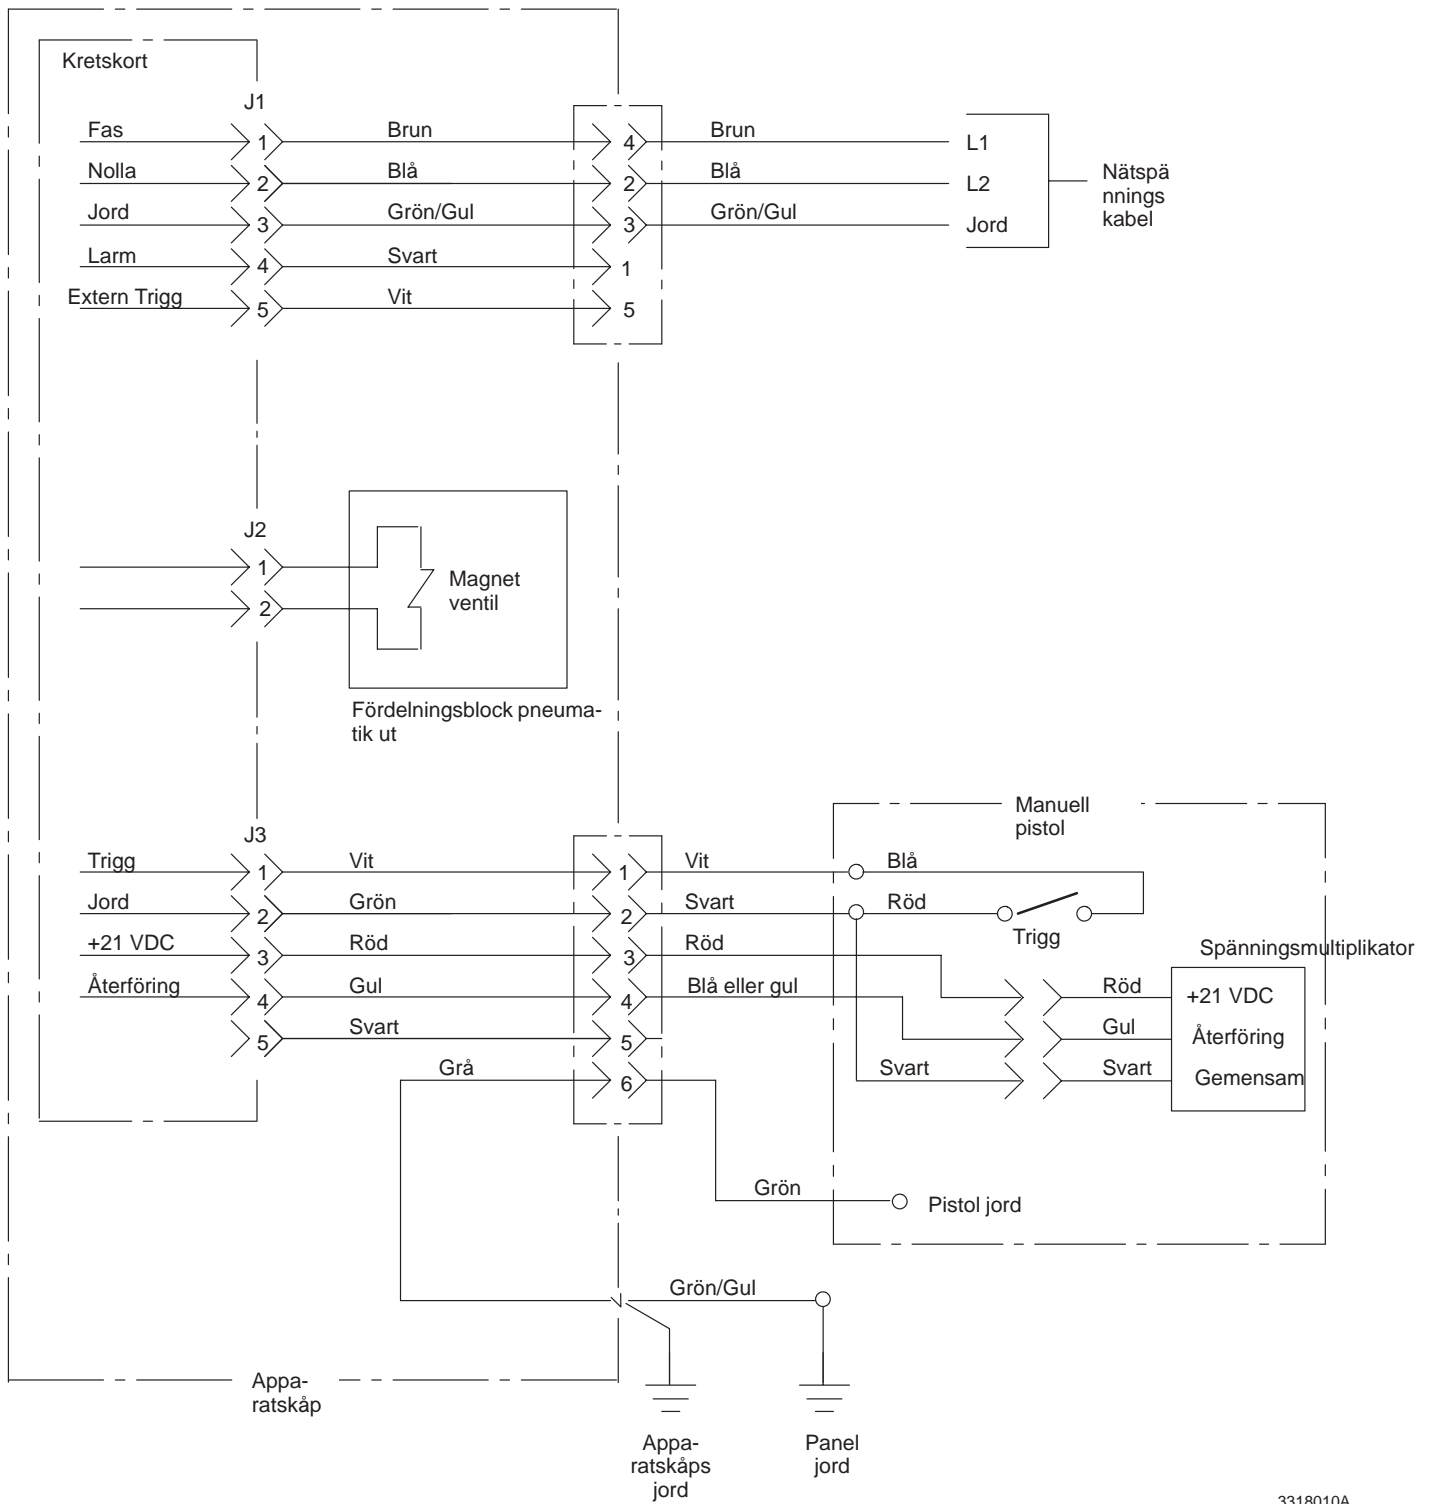 Kretskort
J1
Fas 1 Brun 4 Brun L1
Nolla 2 Blå 2 Blå L2
Jord 3 Grön/Gul 3 Grön/Gul Jord
Larm 4 Svart 1
Extern Trigg 5 Vit 5
Nätspä
nnings
kabel
J2
1
2
Magnet
ventil
Fördelningsblock pneuma-
tik ut
Manuell
pistol
J3
Trigg 1 Vit 1 Vit Blå
Jord 2 Grön 2 Svart Röd
Trigg
+21 VDC 3 Röd 3 Röd
Spänningsmultiplikator
Återföring 4 Gul 4 Blå eller gul Röd +21 VDC
5 Svart 5 Gul Återföring
Grå 6 Svart Svart Gemensam
Grön Pistol jord
Grön/Gul
Appa-
ratskåp
Appa-
ratskåps
jord
Panel
jord
3318010A